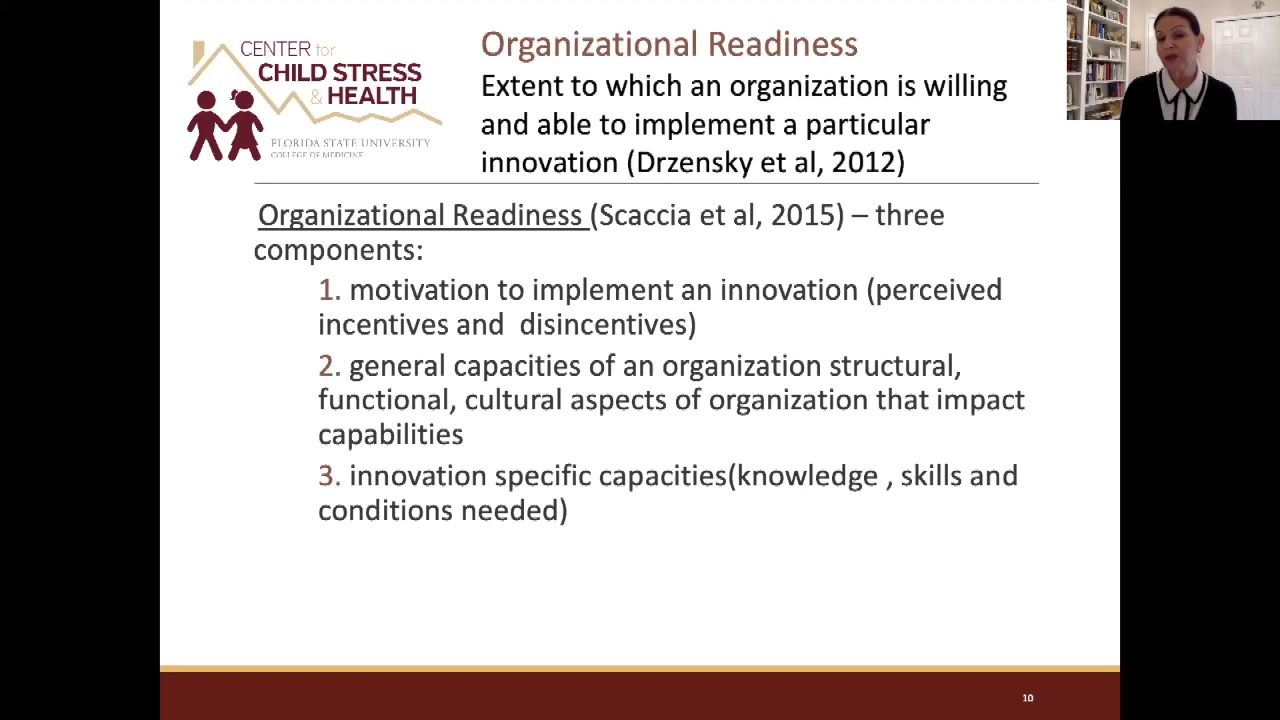 CENTER for
CHILD STRESS
& HEALTH
FLORIDA STATE UNIVERSITY
COLLEGE OF MEDICINE
Organizational Readiness
Extent to which an organization is willing
and able to implement a particular
innovation (Drzensky et al, 2012)
Organizational Readiness (Scaccia et al, 2015) – three
components:
1. motivation to implement an innovation (perceived
incentives and disincentives)
2. general capacities of an organization structural,
functional, cultural aspects of organization that impact
capabilities
3. innovation specific capacities(knowledge , skills and
conditions needed)
10